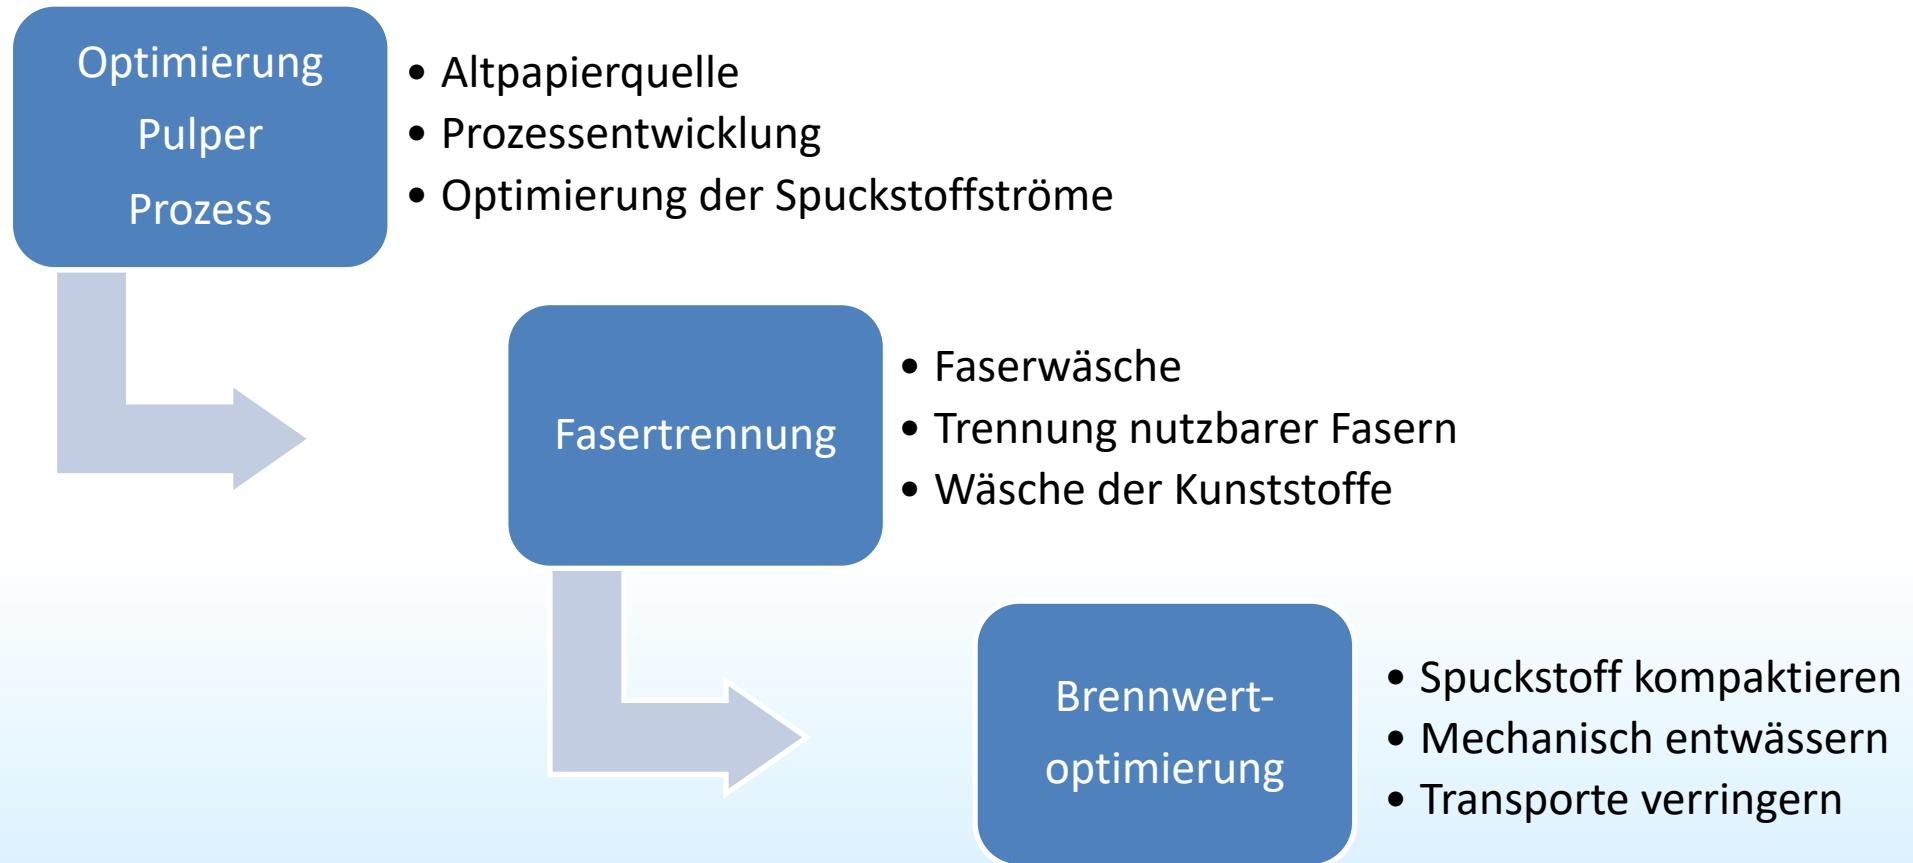 Optimierung
Pulper
Prozess
• Altpapierquelle
• Prozessentwicklung
• Optimierung der Spuckstoffströme
Fasertrennung
• Faserwäsche
• Trennung nutzbarer Fasern
• Wäsche der Kunststoffe
Brennwert-
optimierung
• Spuckstoff kompaktieren
• Mechanisch entwässern
• Transporte verringern